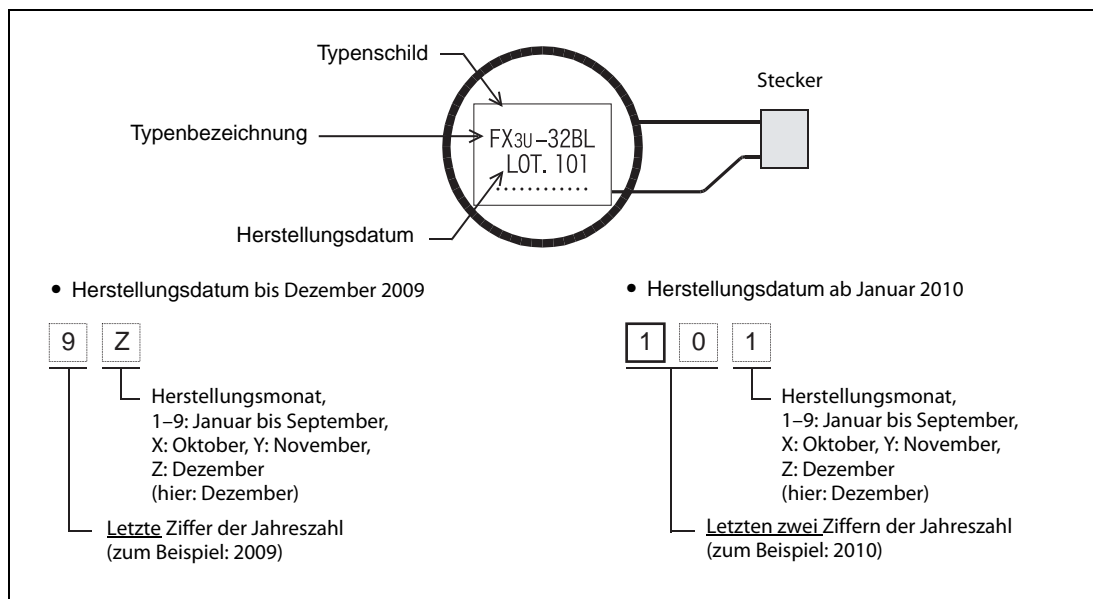 Typenschild
Stecker
Typenbezeichnung
FX3U–32BL
LOT. 101
Herstellungsdatum
• Herstellungsdatum bis Dezember 2009
9 Z
Herstellungsmonat,
1–9: Januar bis September,
X: Oktober, Y: November,
Z: Dezember
(hier: Dezember)
Letzte Ziffer der Jahreszahl
(zum Beispiel: 2009)
• Herstellungsdatum ab Januar 2010
1 0 1
Herstellungsmonat,
1–9: Januar bis September,
X: Oktober, Y: November,
Z: Dezember
(hier: Dezember)
Letzten zwei Ziffern der Jahreszahl
(zum Beispiel: 2010)